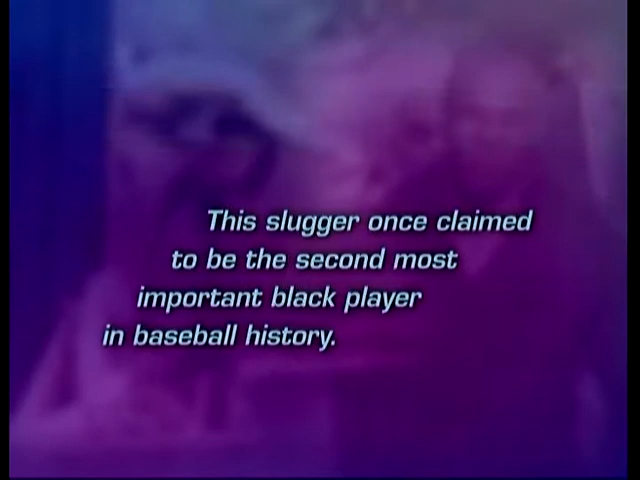 This slugger once claimed
to be the second most
important black player
in baseball history.